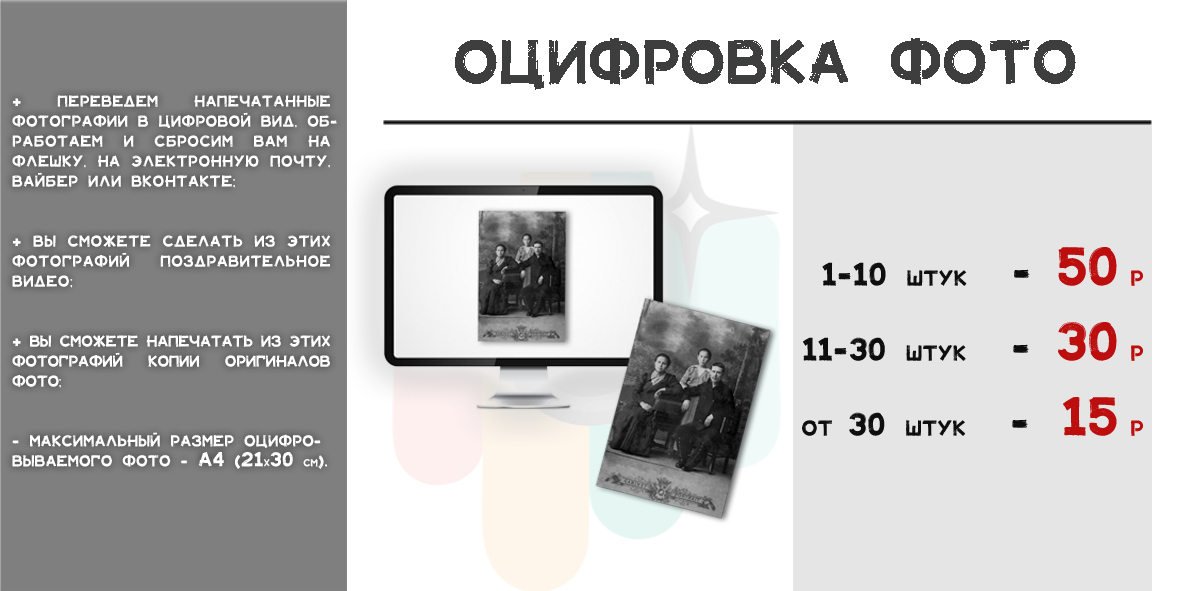 ОЦИФРОВКА ФОТО
+ ПЕРЕВЕДЕМ НАПЕЧАТАННЫЕ
ФОТОГРАФИИ В ЦИФРОВОЙ ВИД, ОБ-
РАБОТАЕМ И СБРОСИМ ВАМ НА
ФЛЕШКУ, НА ЭЛЕКТРОННУЮ ПОЧТУ,
ВАЙБЕР ИЛИ ВКОНТАКТЕ;
+ ВЫ СМОЖЕТЕ СДЕЛАТЬ ИЗ ЭТИХ
ФОТОГРАФИЙ ПОЗДРАВИТЕЛЬНОЕ
ВИДЕО;
+ ВЫ СМОЖЕТЕ НАПЕЧАТАТЬ ИЗ ЭТИХ
ФОТОГРАФИЙ КОПИИ ОРИГИНАЛОВ
ФОТО;
- МАКСИМАЛЬНЫЙ РАЗМЕР ОЦИФРО-
ВЫВАЕМОГО ФОТО - А4 (21х30 см).
1-10 ШТУК - 50 Р
11-30 ШТУК - 30 Р
ОТ 30 ШТУК - 15 Р